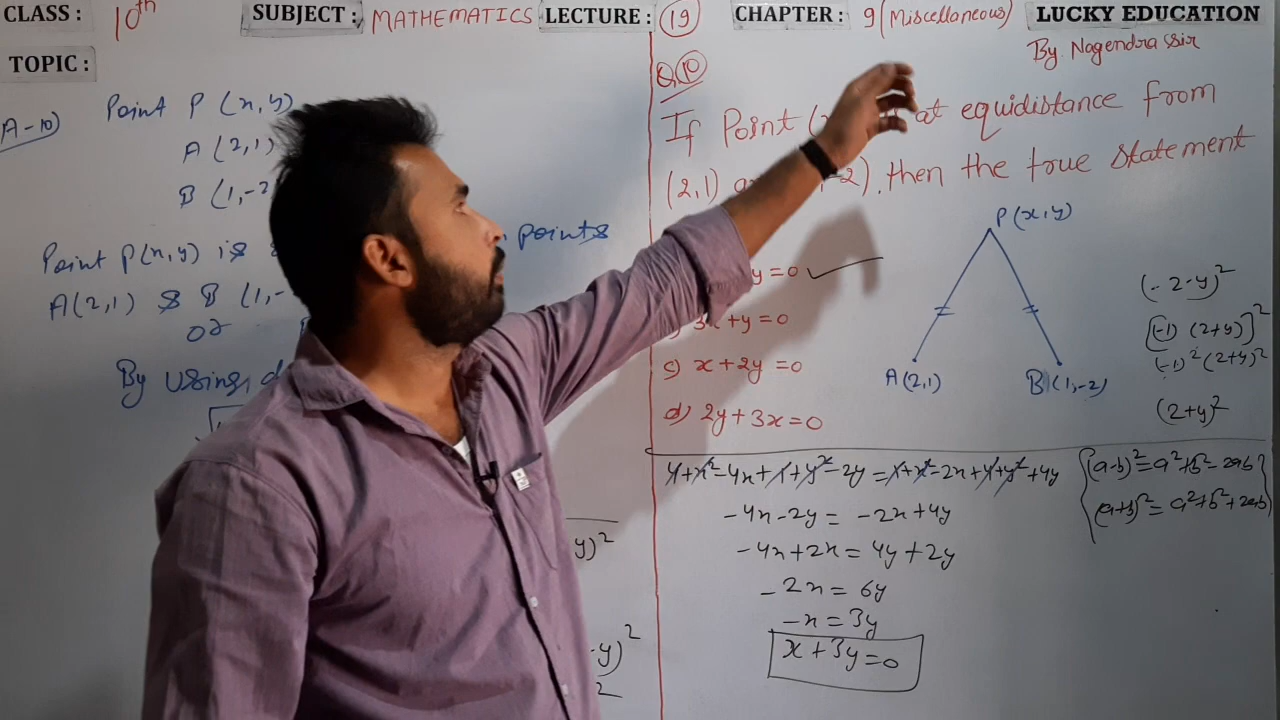 CLASS : 10th SUBJECT : MATHEMATICS LECTURE : 19 CHAPTER : 9 (Miscellaneous) LUCKY EDUCATION
By Nagendra sir
TOPIC :
A-10) Point P (x,y)
A (2,1)
B (1,-2
Point P(x,y) is points
A(2,1) & B (1,-
or
By using
y)²
-y)²
2
Q.10
If Point ( at equidistance from
(2,1) -2), then the true statement
y=0 ✓
3x+y=0
c) x+2y=0
d) 2y+3x=0
P(x,y)
A(2,1) B(1,-2)
(-2-y)²
[(-1) (2+y)]²
(-1)² (2+y)²
(2+y)²
4+x²-4x+1+y²-2y=1+x²-2x+4+y²+4y
-4x-2y = -2x+4y
-4x+2x = 4y+2y
-2x = 6y
-x = 3y
x+3y=0
(a-b)²=a²+b²-2ab
(a+b)²=a²+b²+2ab